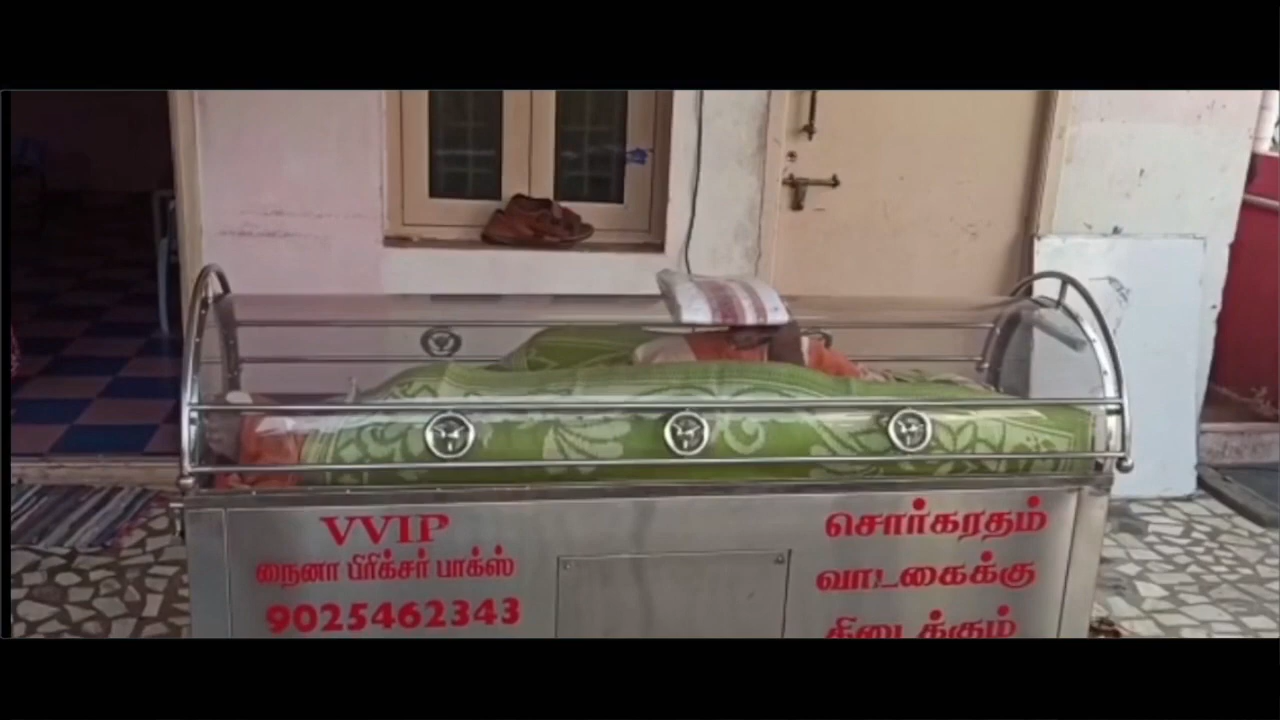 VVIP
நைனா பிரிக்சர் பாக்ஸ்
9025462343
சொர்கரதம்
வாடகைக்கு
கிடைக்கும்